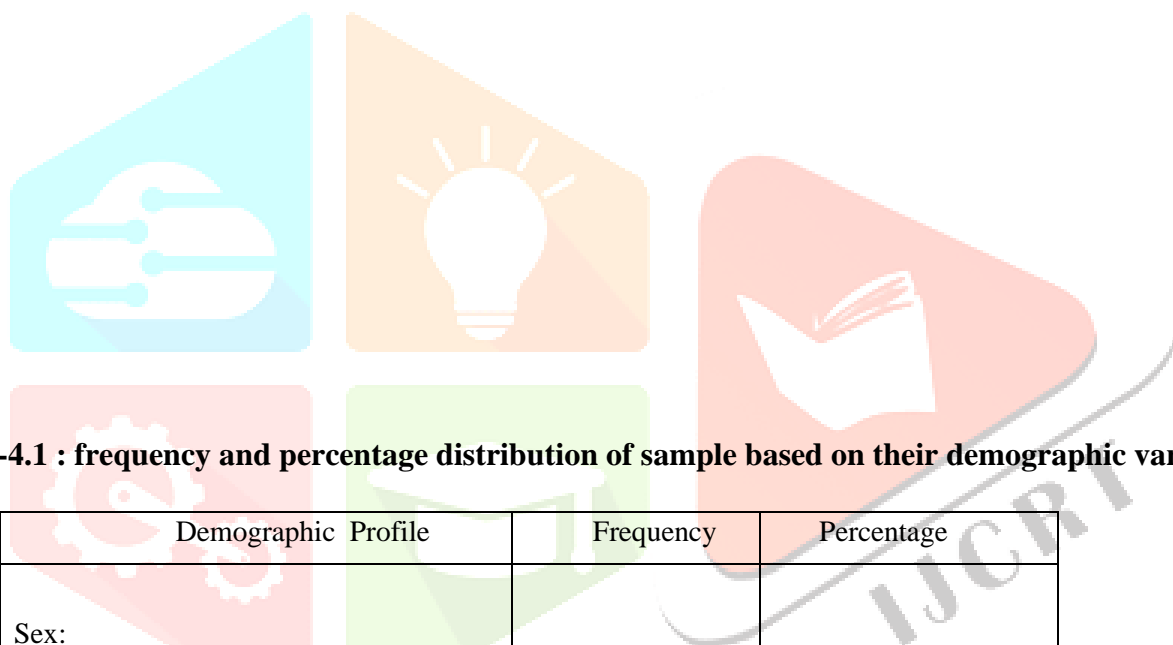 -4.1 : frequency and percentage distribution of sample based on their demographic var
Demographic Profile Frequency Percentage
Sex:
IJCRT